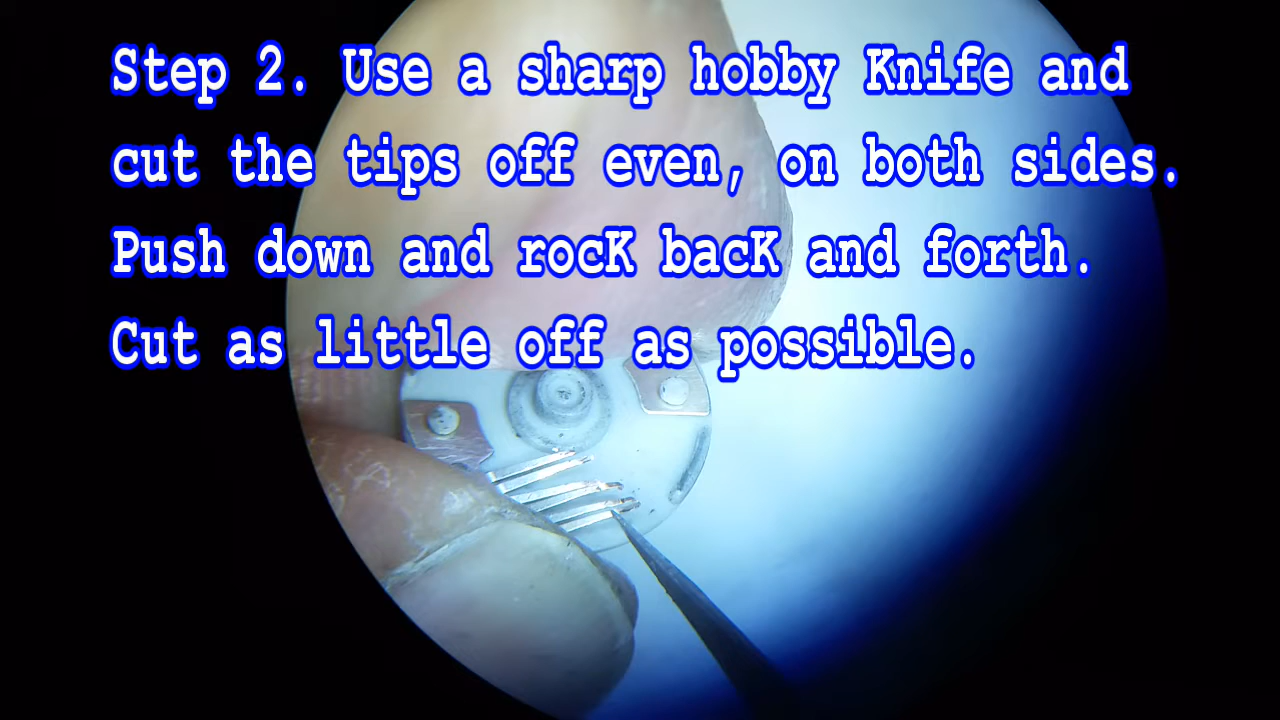 Step 2. Use a sharp hobby Knife and
cut the tips off even, on both sides.
Push down and rocK bacK and forth.
Cut as little off as possible.